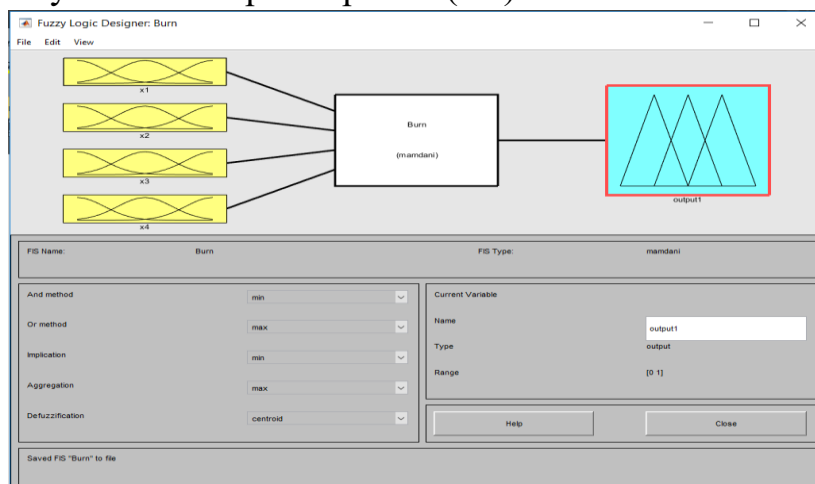 Fuzzy Logic Designer: Burn
File Edit View
x1
x2
x3
x4
Burn
(mamdani)
output1
FIS Name: Burn FIS Type: mamdani
And method min
Or method max
Implication min
Aggregation max
Defuzzification centroid
Current Variable
Name output1
Type output
Range [0 1]
Help Close
Saved FIS "Burn" to file